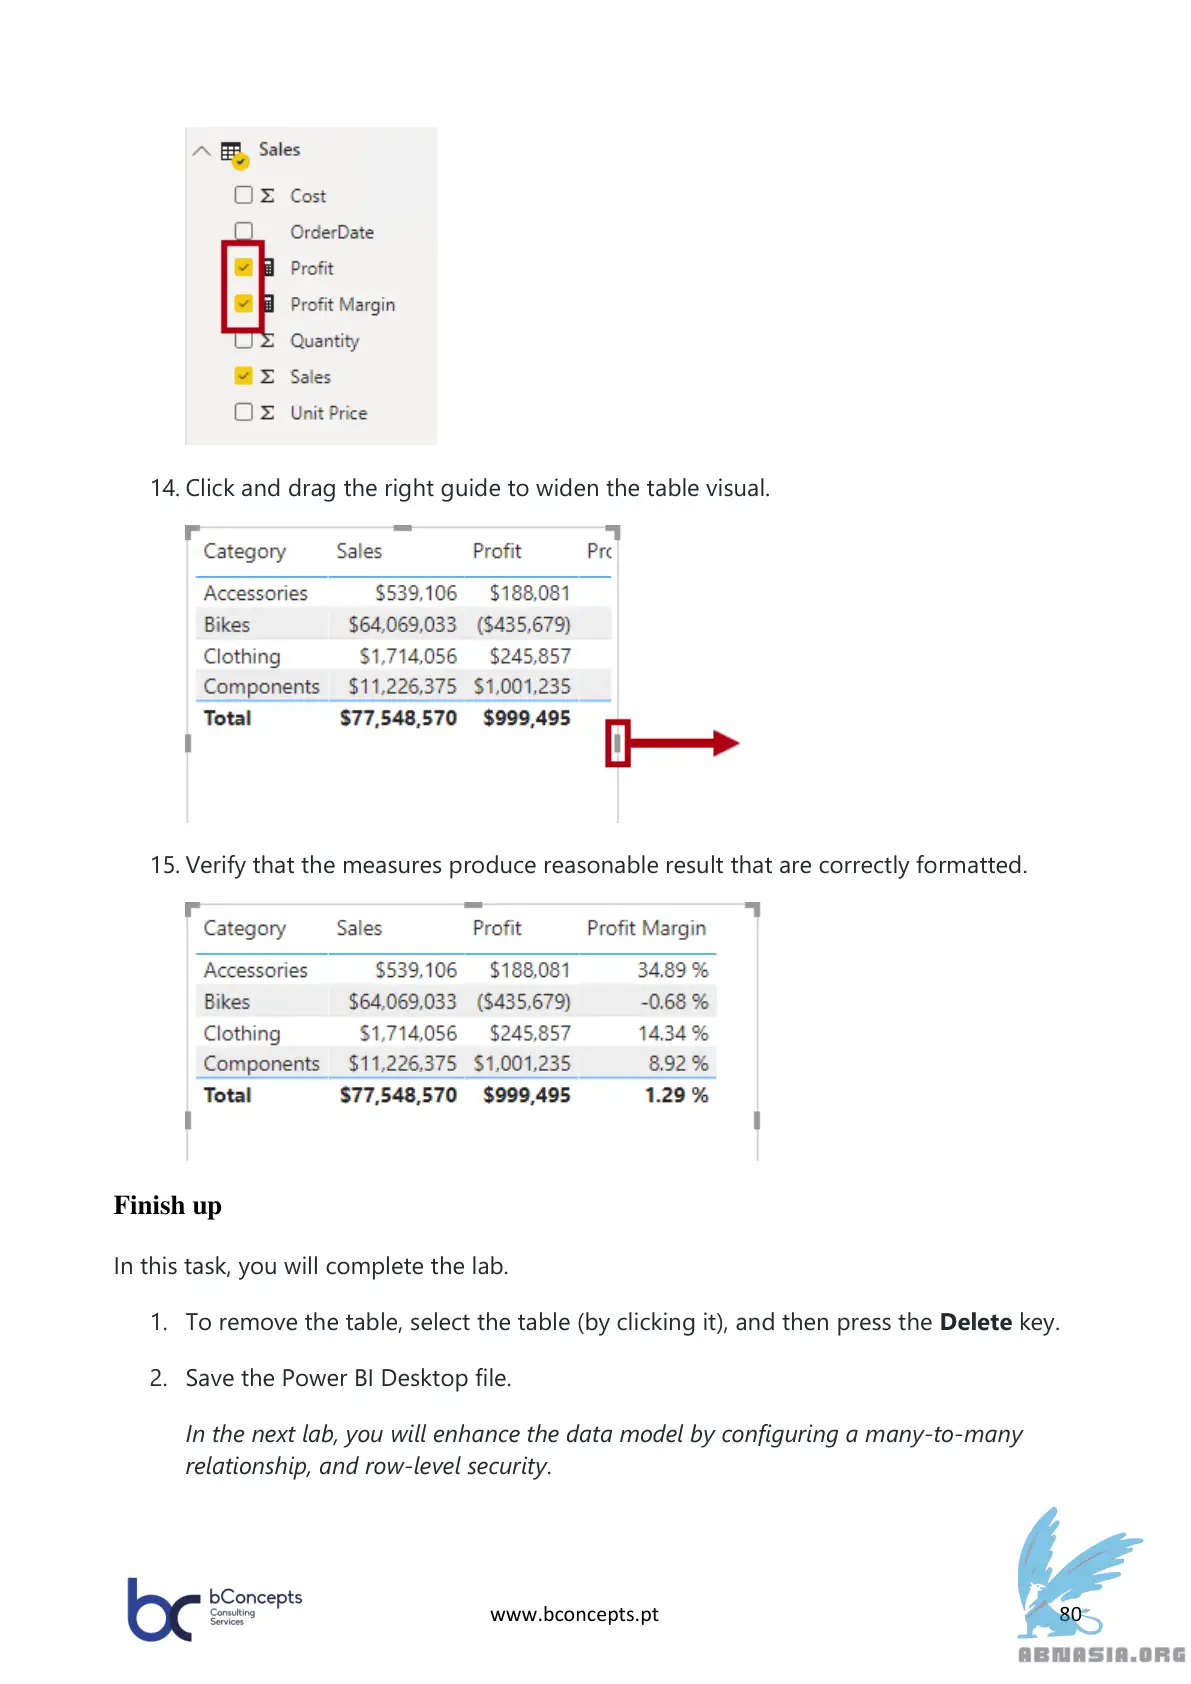 Sales
Cost
OrderDate
Profit
Profit Margin
Quantity
Sales
Unit Price
14. Click and drag the right guide to widen the table visual.
Category Sales Profit Prc
Accessories $539,106 $188,081
Bikes $64,069,033 ($435,679)
Clothing $1,714,056 $245,857
Components $11,226,375 $1,001,235
Total $77,548,570 $999,495
15. Verify that the measures produce reasonable result that are correctly formatted.
Category Sales Profit Profit Margin
Accessories $539,106 $188,081 34.89 %
Bikes $64,069,033 ($435,679) -0.68 %
Clothing $1,714,056 $245,857 14.34 %
Components $11,226,375 $1,001,235 8.92 %
Total $77,548,570 $999,495 1.29 %
Finish up
In this task, you will complete the lab.
1. To remove the table, select the table (by clicking it), and then press the Delete key.
2. Save the Power BI Desktop file.
In the next lab, you will enhance the data model by configuring a many-to-many
relationship, and row-level security.
bc bConcepts
Consulting
Services
www.bconcepts.pt
80
ABNASIA.ORG